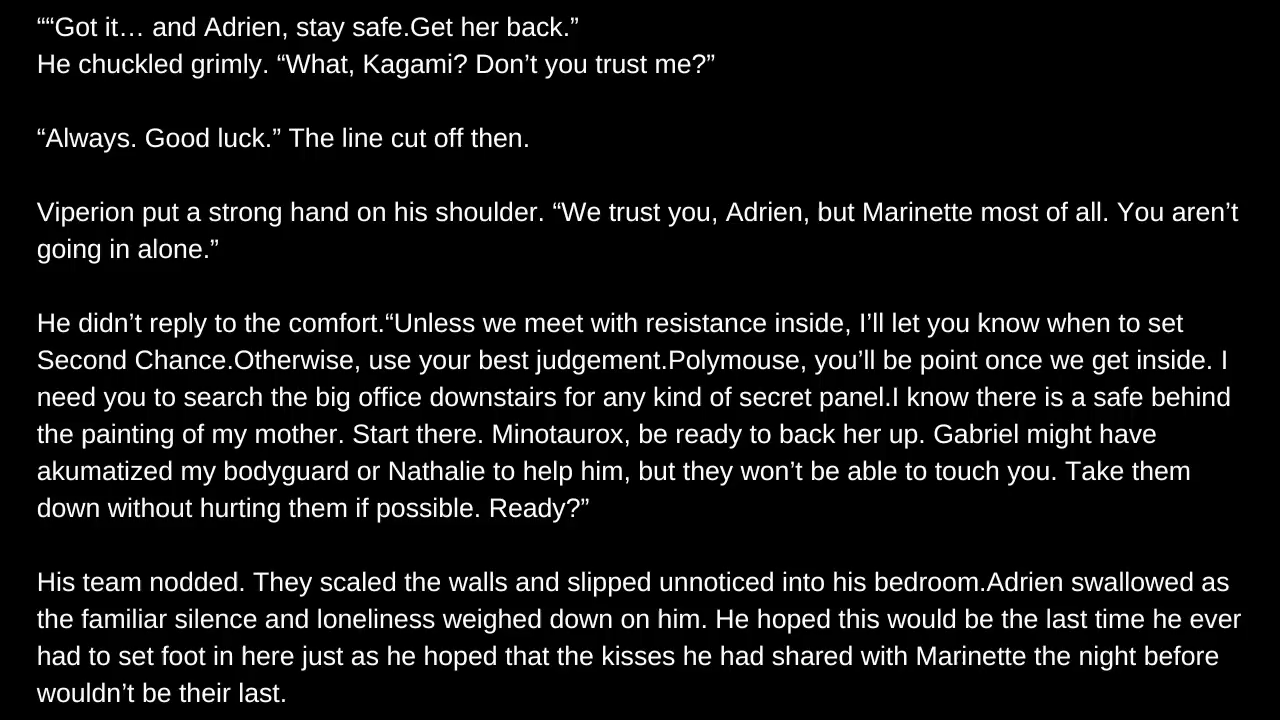 ““Got it… and Adrien, stay safe.Get her back.”
He chuckled grimly. “What, Kagami? Don’t you trust me?”
“Always. Good luck.” The line cut off then.
Viperion put a strong hand on his shoulder. “We trust you, Adrien, but Marinette most of all. You aren’t
going in alone.”
He didn’t reply to the comfort.“Unless we meet with resistance inside, I’ll let you know when to set
Second Chance.Otherwise, use your best judgement.Polymouse, you’ll be point once we get inside. I
need you to search the big office downstairs for any kind of secret panel.I know there is a safe behind
the painting of my mother. Start there. Minotaurox, be ready to back her up. Gabriel might have
akumatized my bodyguard or Nathalie to help him, but they won’t be able to touch you. Take them
down without hurting them if possible. Ready?”
His team nodded. They scaled the walls and slipped unnoticed into his bedroom.Adrien swallowed as
the familiar silence and loneliness weighed down on him. He hoped this would be the last time he ever
had to set foot in here just as he hoped that the kisses he had shared with Marinette the night before
wouldn’t be their last.